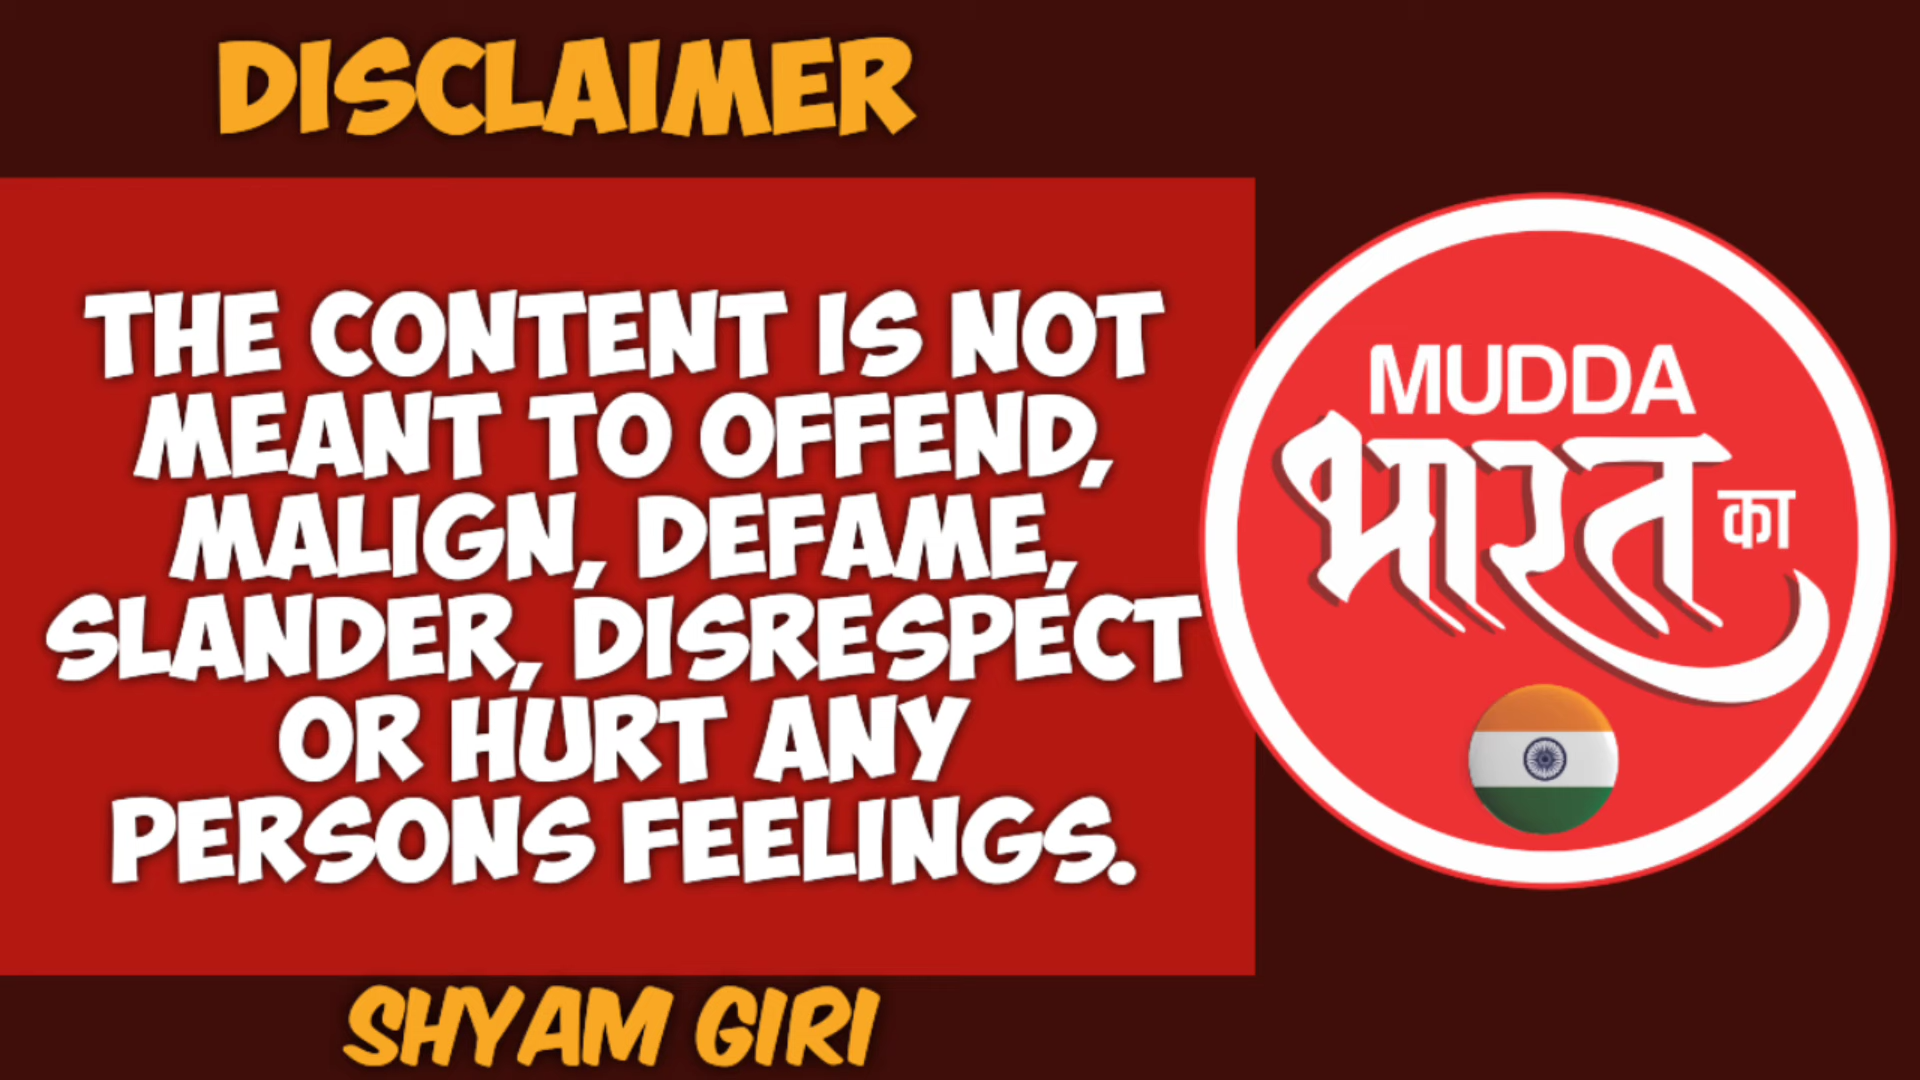 DISCLAIMER
THE CONTENT IS NOT
MEANT TO OFFEND,
MALIGN, DEFAME,
SLANDER, DISRESPECT
OR HURT ANY
PERSONS FEELINGS.
SHYAM GIRI
MUDDA
भारत का